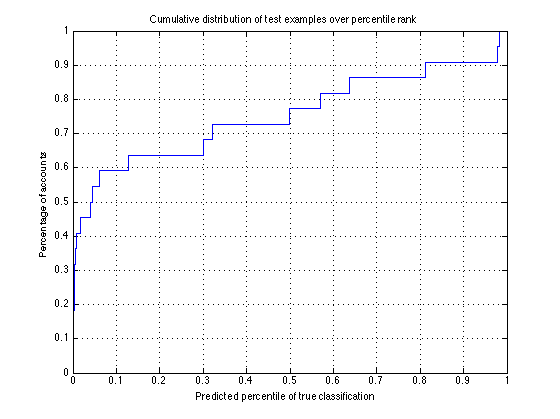 Cumulative distribution of test examples over percentile rank
1
0.9
0.8
0.7
0.6
0.5
0.4
0.3
0.2
0.1
0
Percentage of accounts
0 0.1 0.2 0.3 0.4 0.5 0.6 0.7 0.8 0.9 1
Predicted percentile of true classification